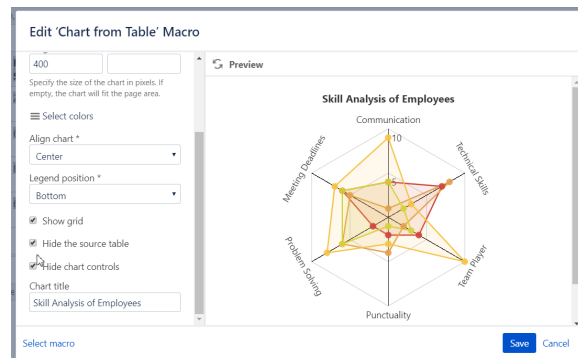 Edit 'Chart from Table' Macro
400
Specify the size of the chart in pixels. If
empty, the chart will fit the page area.
Select colors
Align chart *
Center
Legend position *
Bottom
Show grid
Hide the source table
Hide chart controls
Chart title
Skill Analysis of Employees
Preview
Skill Analysis of Employees
Communication
10
5
Technical Skills
Team Player
Punctuality
Problem Solving
Meeting Deadlines
Select macro
Save
Cancel